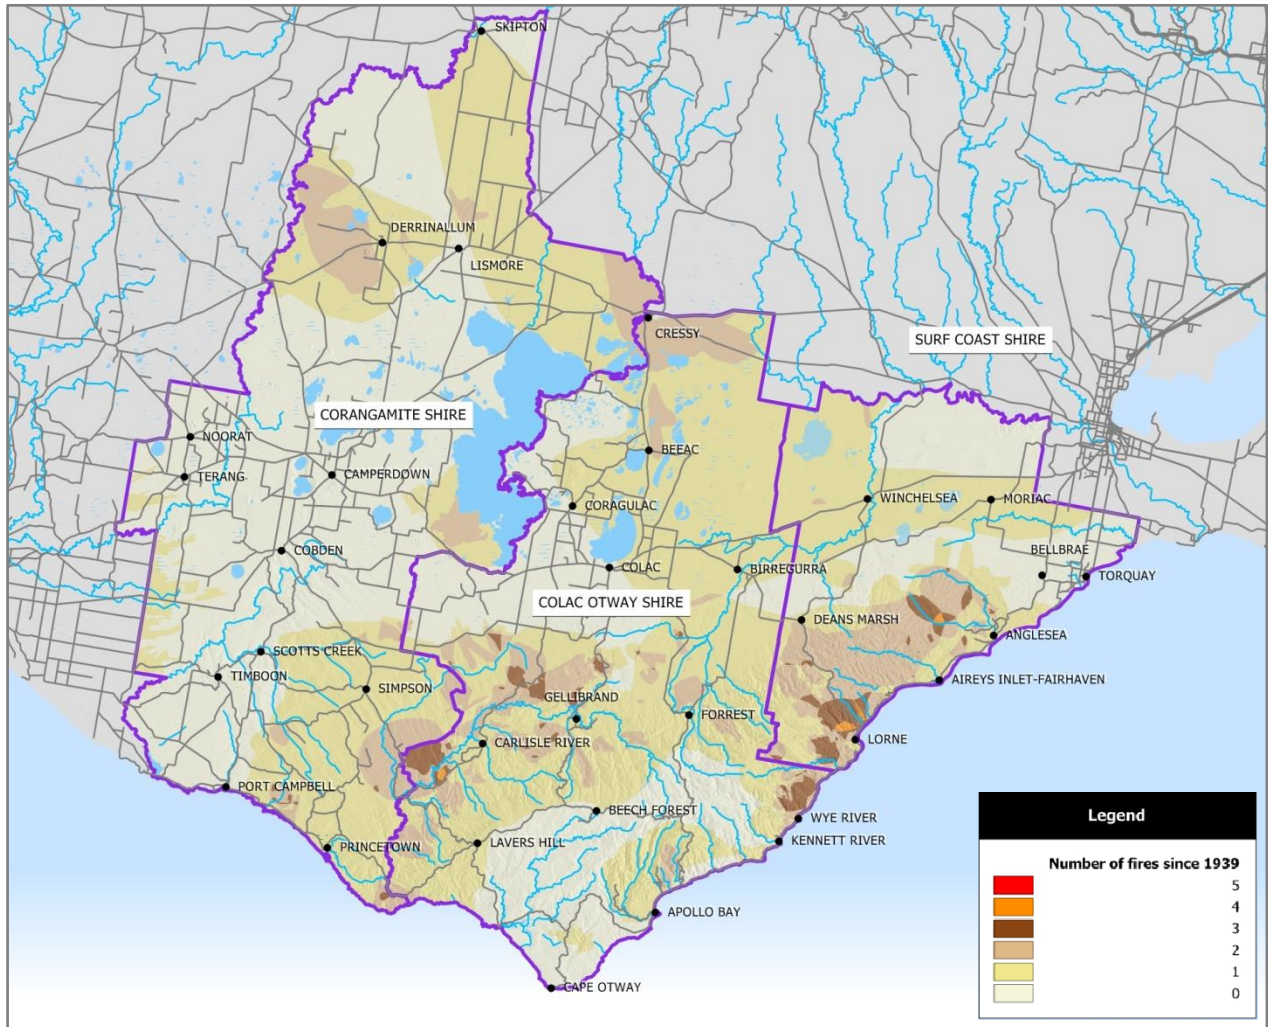 SKIPTON
DERRINALLUM
LISMORE
CRESSY
SURF COAST SHIRE
CORANGAMITE SHIRE
NOORAT
BEEAC
TERANG
CAMPERDOWN
WINCHELSEA
MORIAC
CORAGULAC
COBDEN
BELLBRAE
COLAC
BIRREGURRA
TORQUAY
COLAC OTWAY SHIRE
DEANS MARSH
ANGLESEA
SCOTTS CREEK
TIMBOON
AIREYS INLET-FAIRHAVEN
SIMPSON
GELLIBRAND
FORREST
CARLISLE RIVER
LORNE
PORT CAMPBELL
BEECH FOREST
WYE RIVER
PRINCETOWN
LAVERS HILL
KENNETT RIVER
APOLLO BAY
CAPE OTWAY
Legend
Number of fires since 1939
5
4
3
2
1
0